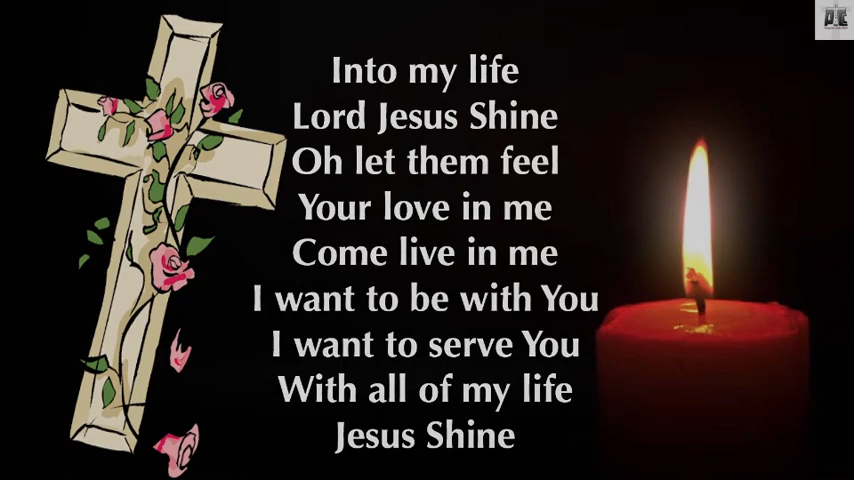 Into my life
Lord Jesus Shine
Oh let them feel
Your love in me
Come live in me
I want to be with You
I want to serve You
With all of my life
Jesus Shine